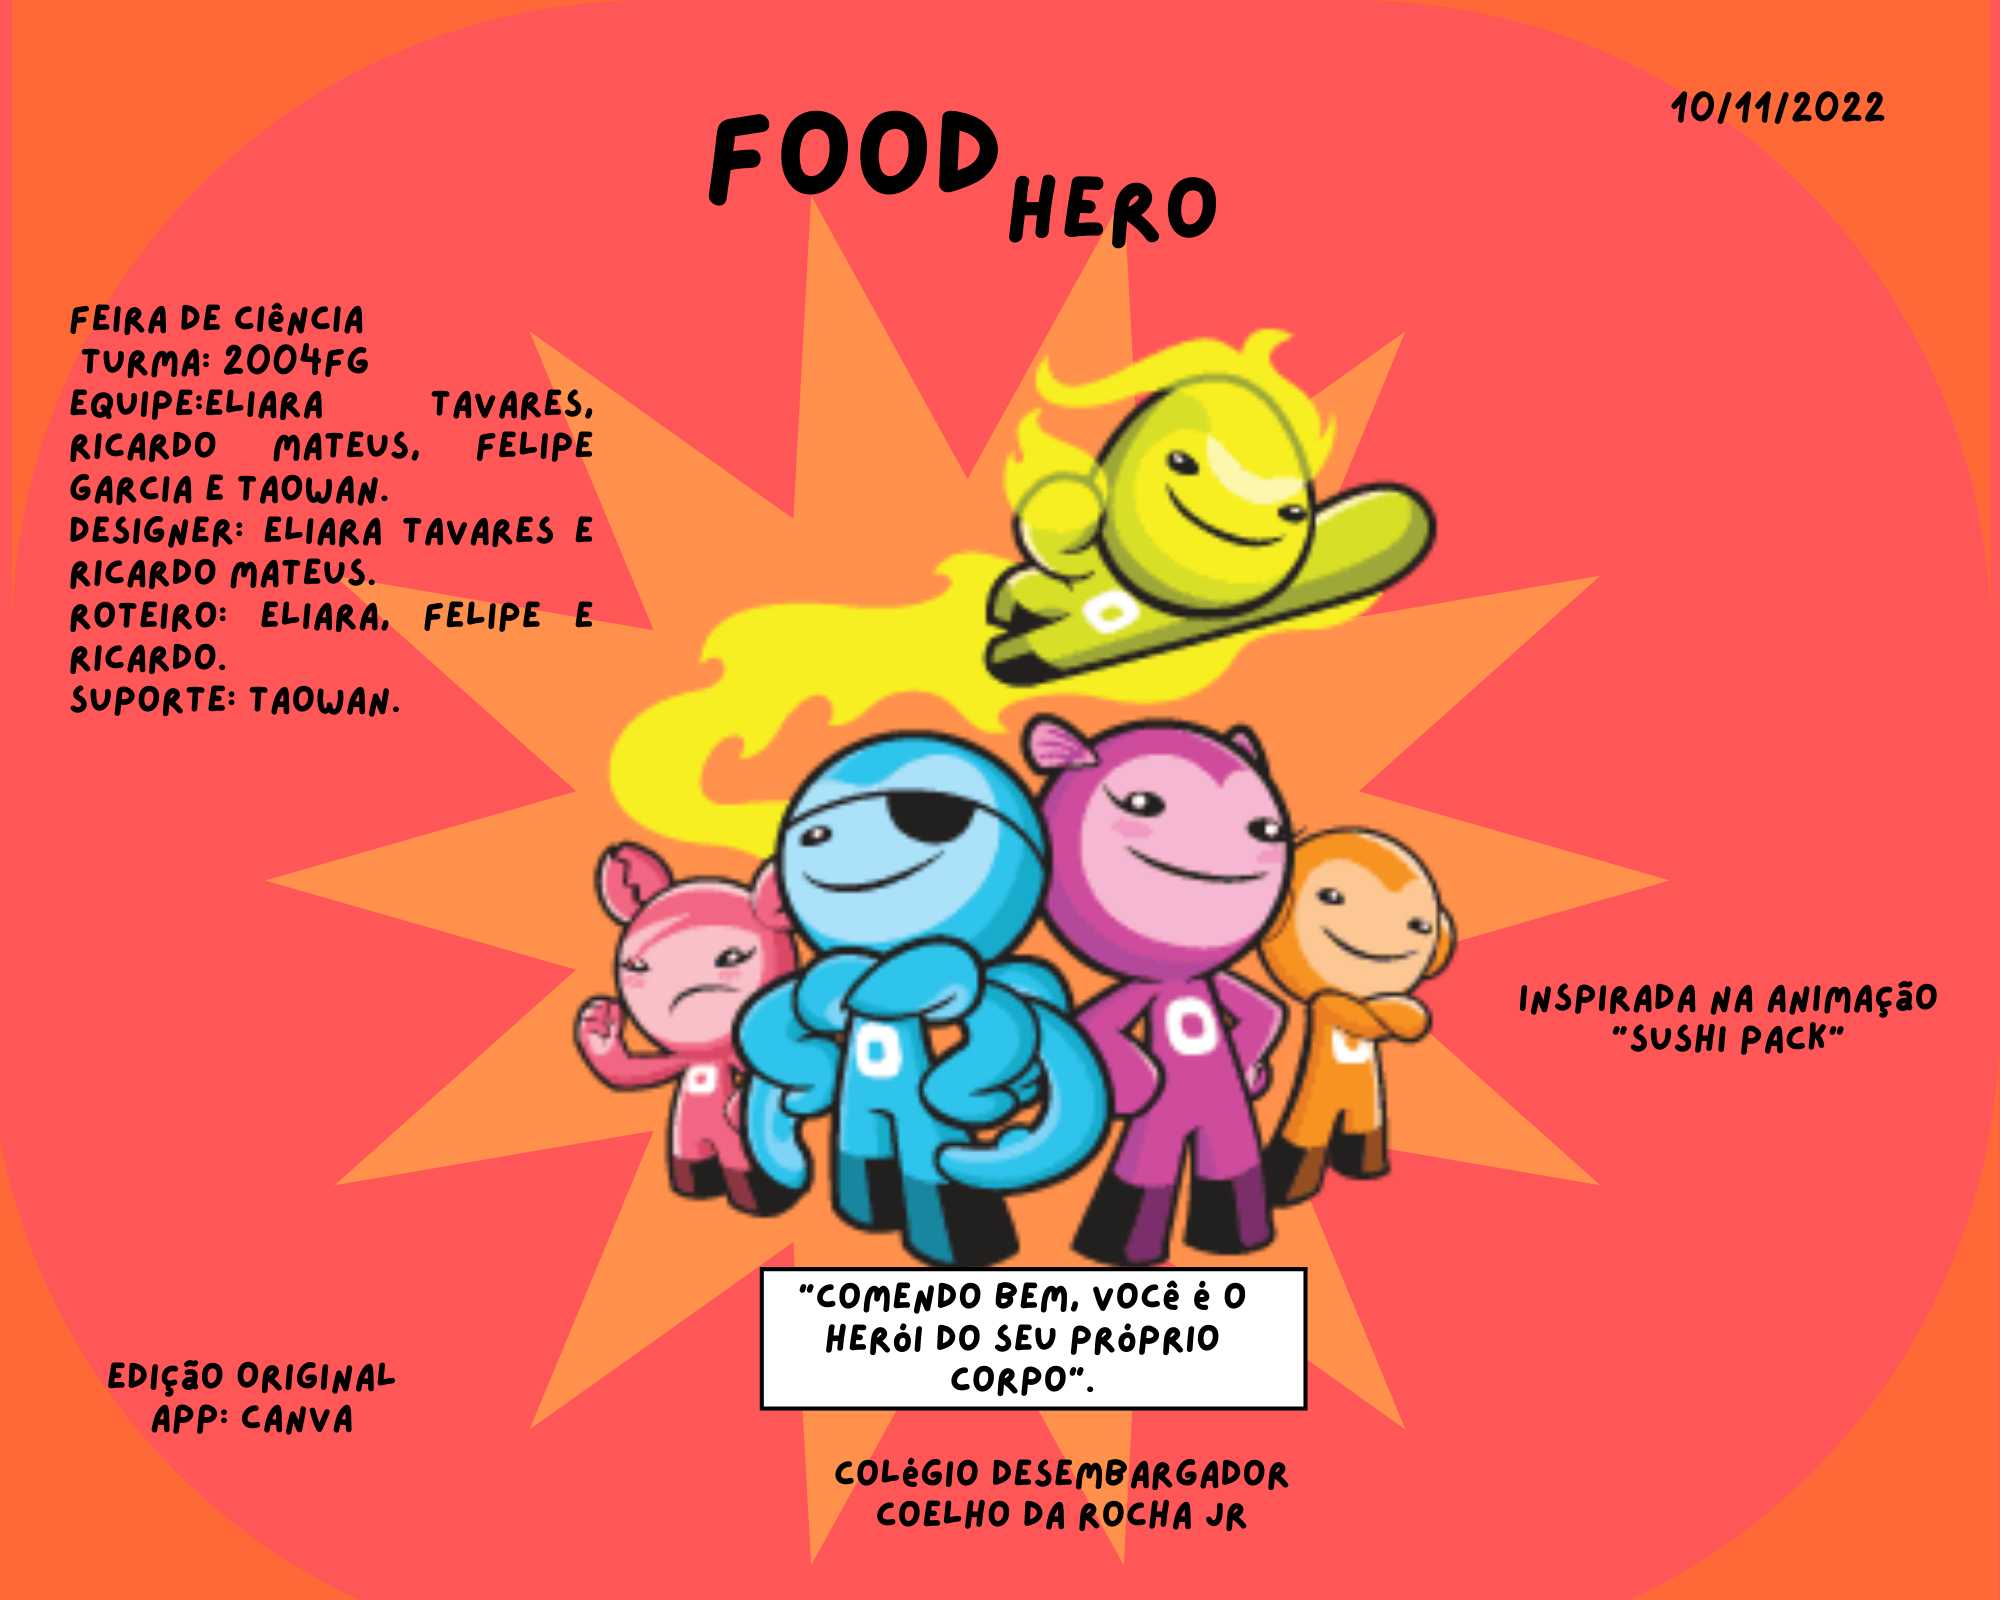 10/11/2022
FOOD
HERO
FEIRA DE CIÊNCIA
TURMA: 2004FG
EQUIPE:ELIARA TAVARES,
RICARDO MATEUS, FELIPE
GARCIA E TAOWAN.
DESIGNER: ELIARA TAVARES E
RICARDO MATEUS.
ROTEIRO: ELIARA, FELIPE E
RICARDO.
SUPORTE: TAOWAN.
INSPIRADA NA ANIMAÇÃO
"SUSHI PACK"
"COMENDO BEM, VOCÊ É O
HERÓI DO SEU PRÓPRIO
CORPO".
EDIÇÃO ORIGINAL
APP: CANVA
COLÉGIO DESEMBARGADOR
COELHO DA ROCHA JR